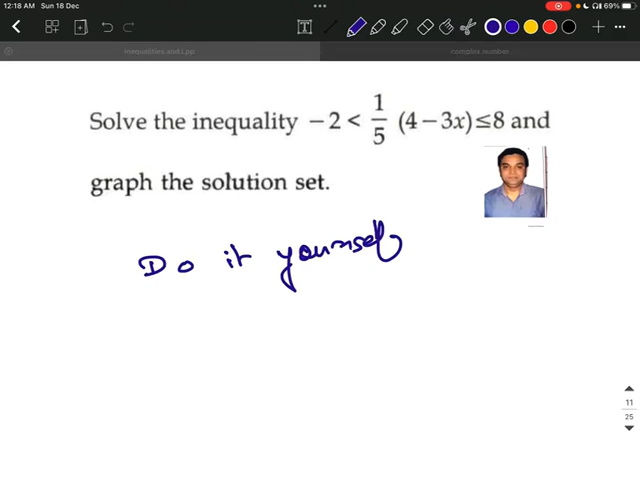 12:18 AM Sun 18 Dec
69%
inequalities and l.pp
complex number
Solve the inequality −2 < 1/5 (4−3x)≤8 and
graph the solution set.
Do it yourself
11
25